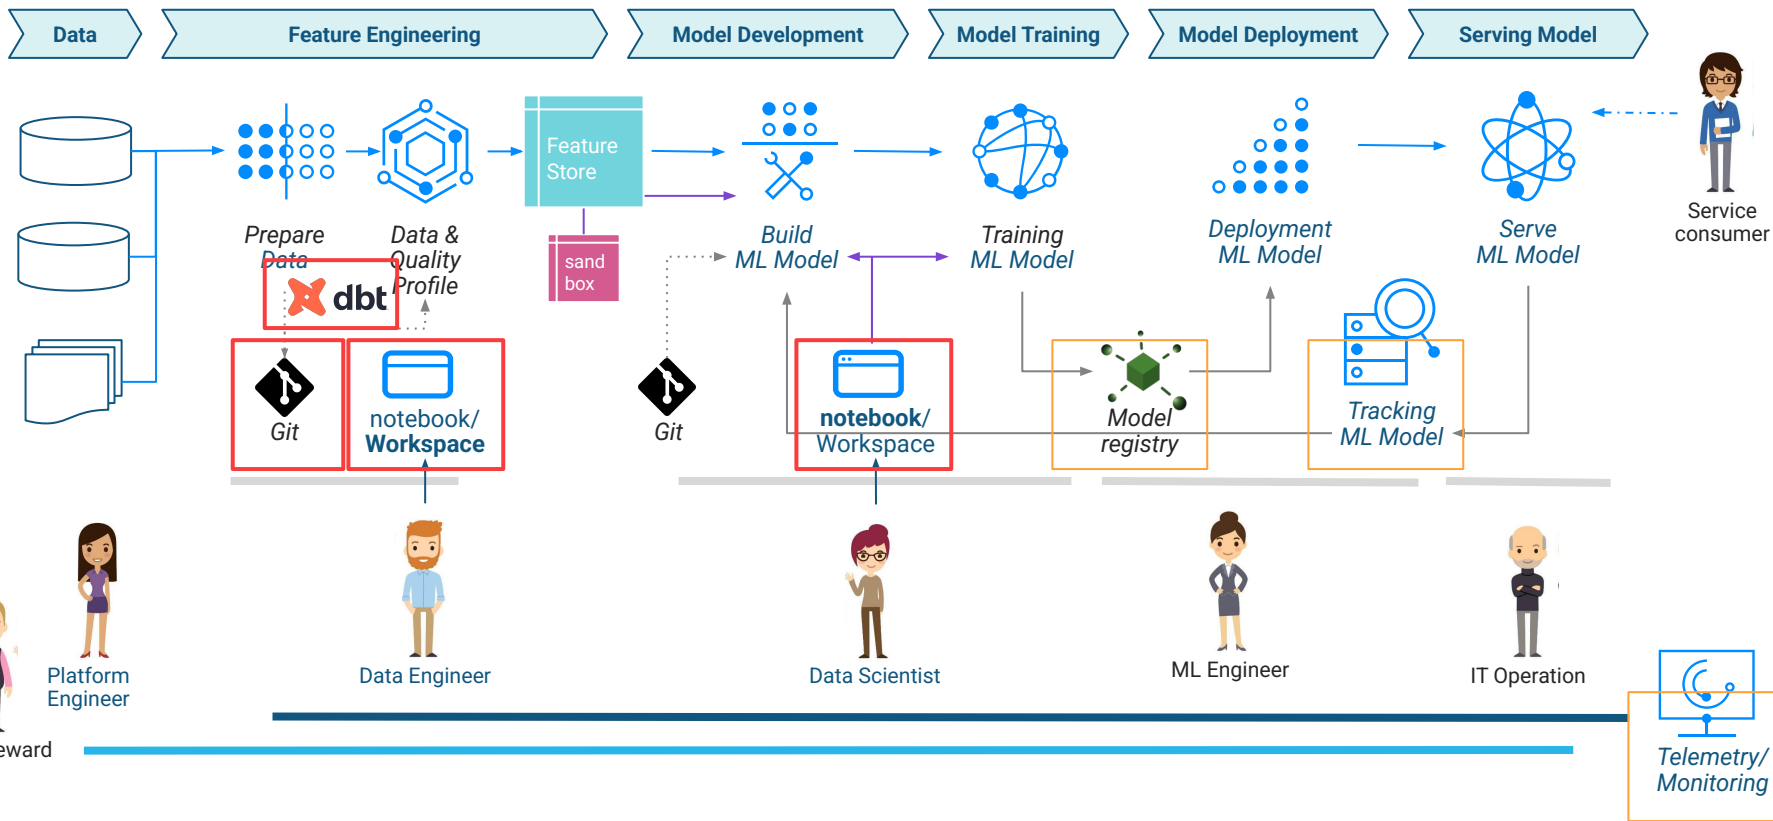 Data
Feature Engineering
Model Development
Model Training
Model Deployment
Serving Model
Feature
Store
sand
box
Prepare
Data
Data &
Quality
Profile
Build
ML Model
Training
ML Model
Deployment
ML Model
Serve
ML Model
Service
consumer
dbt
Git
notebook/
Workspace
Git
notebook/
Workspace
Model
registry
Tracking
ML Model
Platform
Engineer
Data Engineer
Data Scientist
ML Engineer
IT Operation
eward
Telemetry/
Monitoring